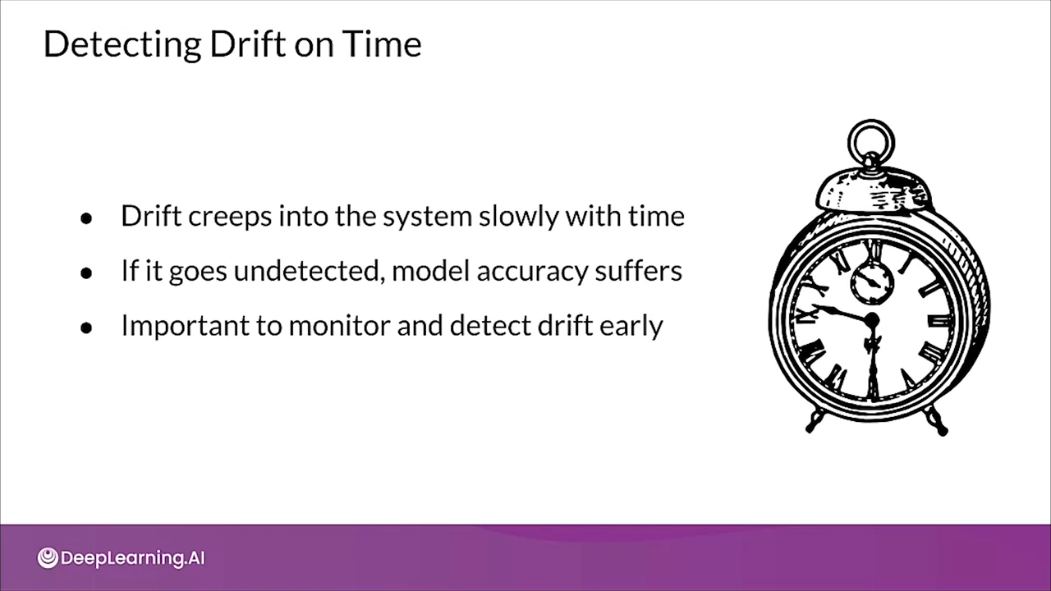 Detecting Drift on Time
● Drift creeps into the system slowly with time
● If it goes undetected, model accuracy suffers
● Important to monitor and detect drift early
DeepLearning.AI